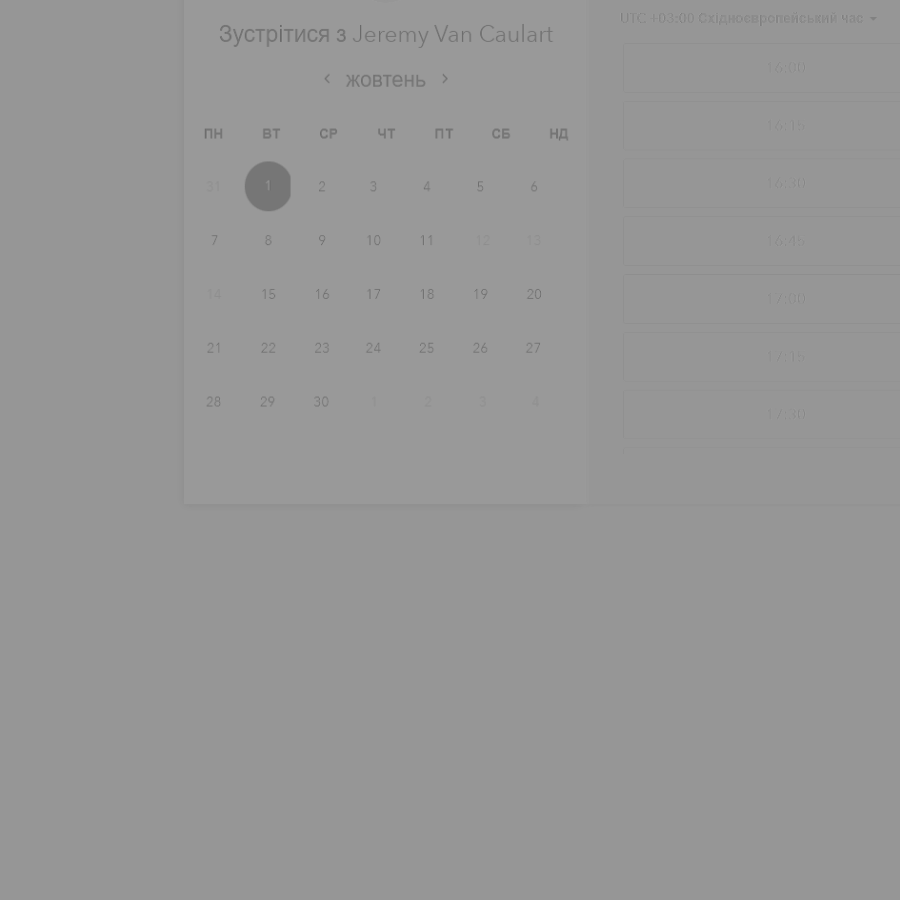 Зустрітися з Jeremy Van Caulart
жовтень
ПН ВТ СР ЧТ ПТ СБ НД
31 1 2 3 4 5 6
7 8 9 10 11 12 13
14 15 16 17 18 19 20
21 22 23 24 25 26 27
28 29 30 1 2 3 4
UTC +03:00 Східноєвропейський час
16:00
16:15
16:30
16:45
17:00
17:15
17:30